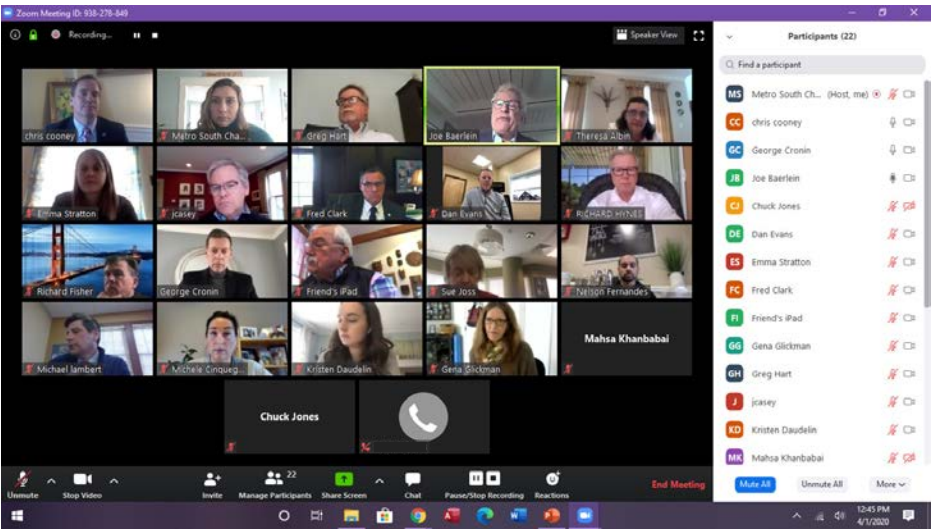 Zoom Meeting ID: 938-278-849
Recording...
Speaker View
chris cooney
Metro South Cha...
Greg Hart
Joe Baerlein
Theresa Albin
Emma Stratton
jcasey
Fred Clark
Dan Evans
RICHARD HYNES
Richard Fisher
George Cronin
Friend's iPad
Sue Joss
Nelson Fernandes
Michael lambert
Michele Cinqueg...
Kristen Daudelin
Gena Glickman
Mahsa Khanbabai
Chuck Jones
Unmute
Stop Video
Invite
22
Manage Participants
Share Screen
Chat
Pause/Stop Recording
Reactions
End Meeting
Participants (22)
Find a participant
MS Metro South Ch... (Host, me)
CC chris cooney
GC George Cronin
JB Joe Baerlein
CJ Chuck Jones
DE Dan Evans
ES Emma Stratton
FC Fred Clark
FI Friend's iPad
GG Gena Glickman
GH Greg Hart
J jcasey
KD Kristen Daudelin
MK Mahsa Khanbabai
Mute All
Unmute All
More
12:45 PM
4/1/2020